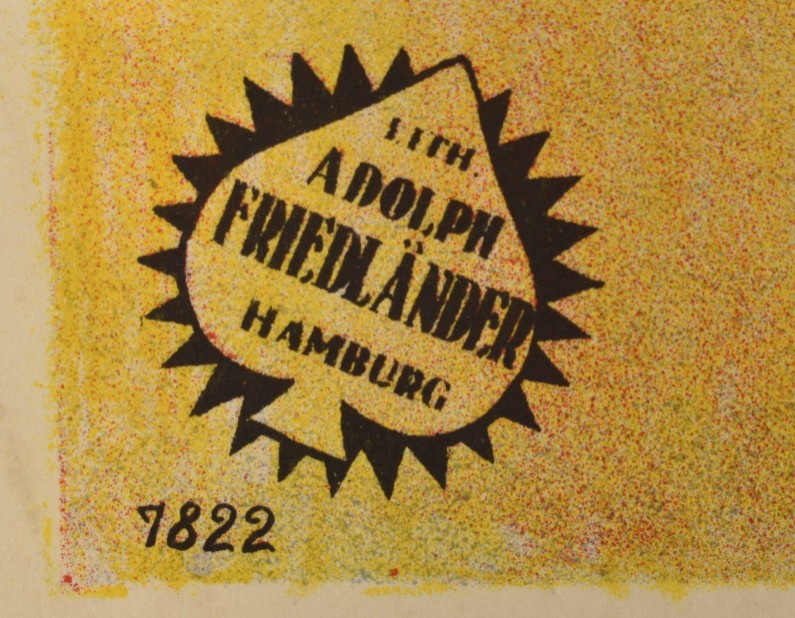 LITH.
ADOLPH
FRIEDLÄNDER
HAMBURG
7822